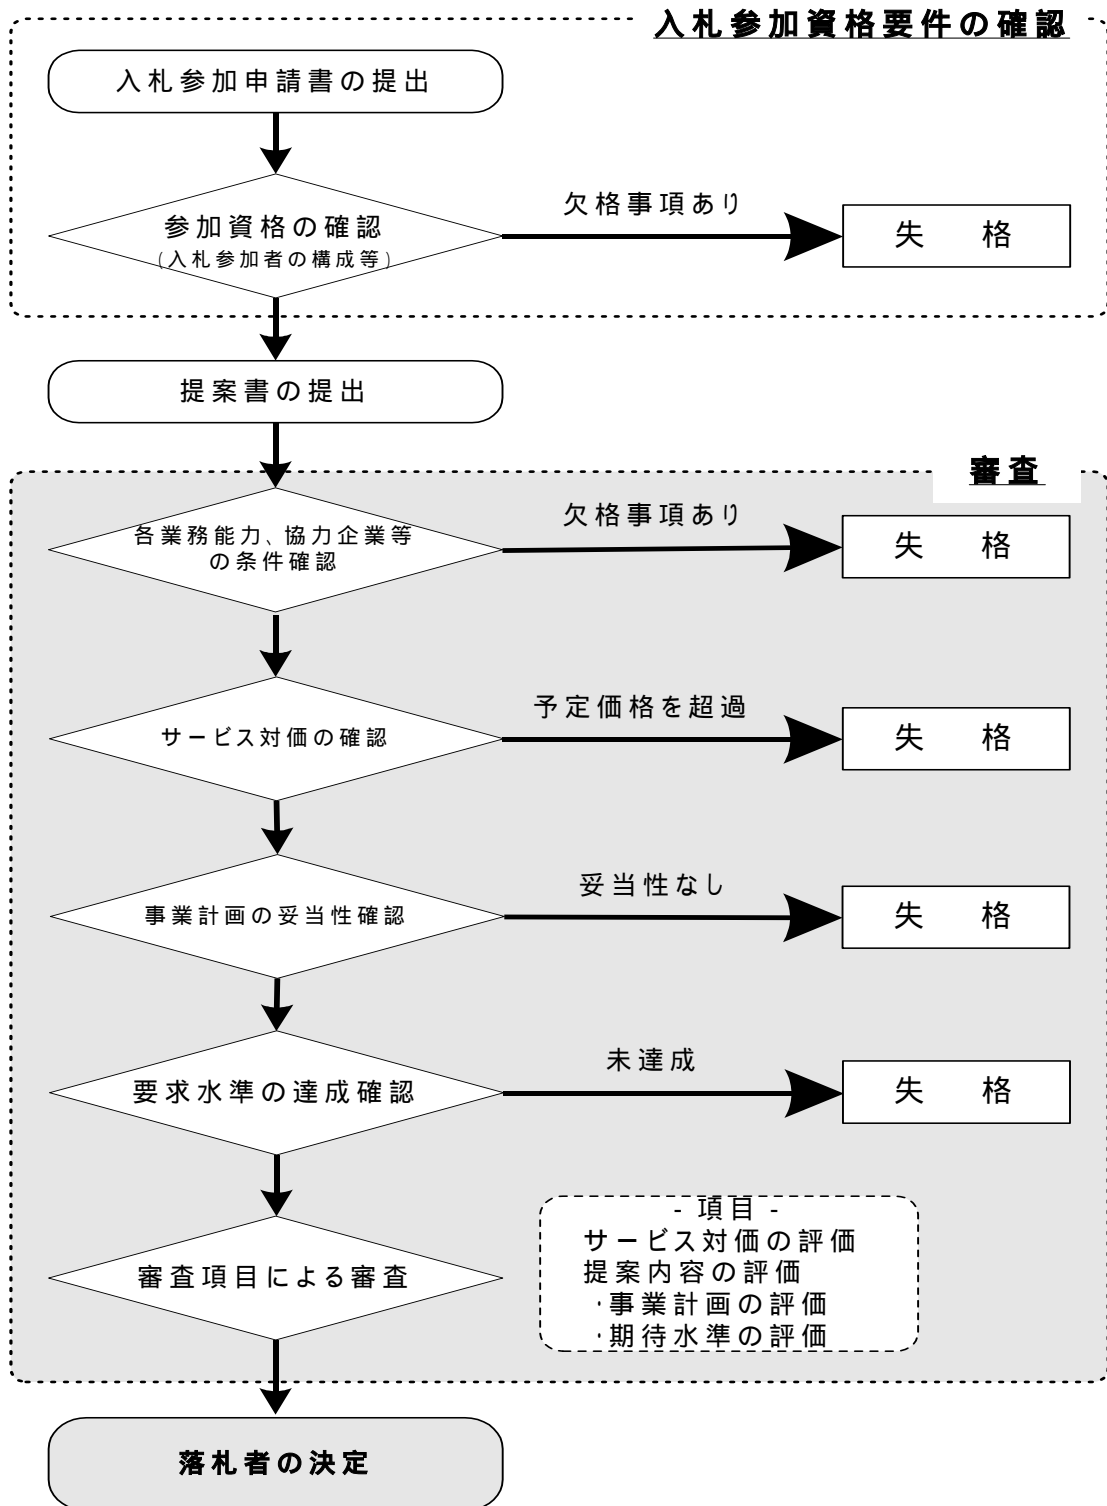 入札参加資格要件の確認
入札参加申請書の提出
参加資格の確認
(入札参加者の構成等)
欠格事項あり
失　格
提案書の提出
審査
各業務能力、協力企業等
の条件確認
欠格事項あり
失　格
サービス対価の確認
予定価格を超過
失　格
事業計画の妥当性確認
妥当性なし
失　格
要求水準の達成確認
未達成
失　格
審査項目による審査
- 項目 -
サービス対価の評価
提案内容の評価
・事業計画の評価
・期待水準の評価
落札者の決定